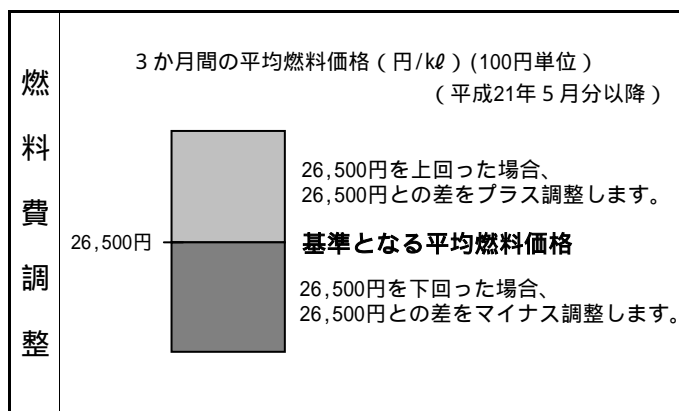 燃料費調整
3か月間の平均燃料価格(円/kℓ)(100円単位)
(平成21年5月分以降)
26,500円を上回った場合、
26,500円との差をプラス調整します。
26,500円
基準となる平均燃料価格
26,500円を下回った場合、
26,500円との差をマイナス調整します。